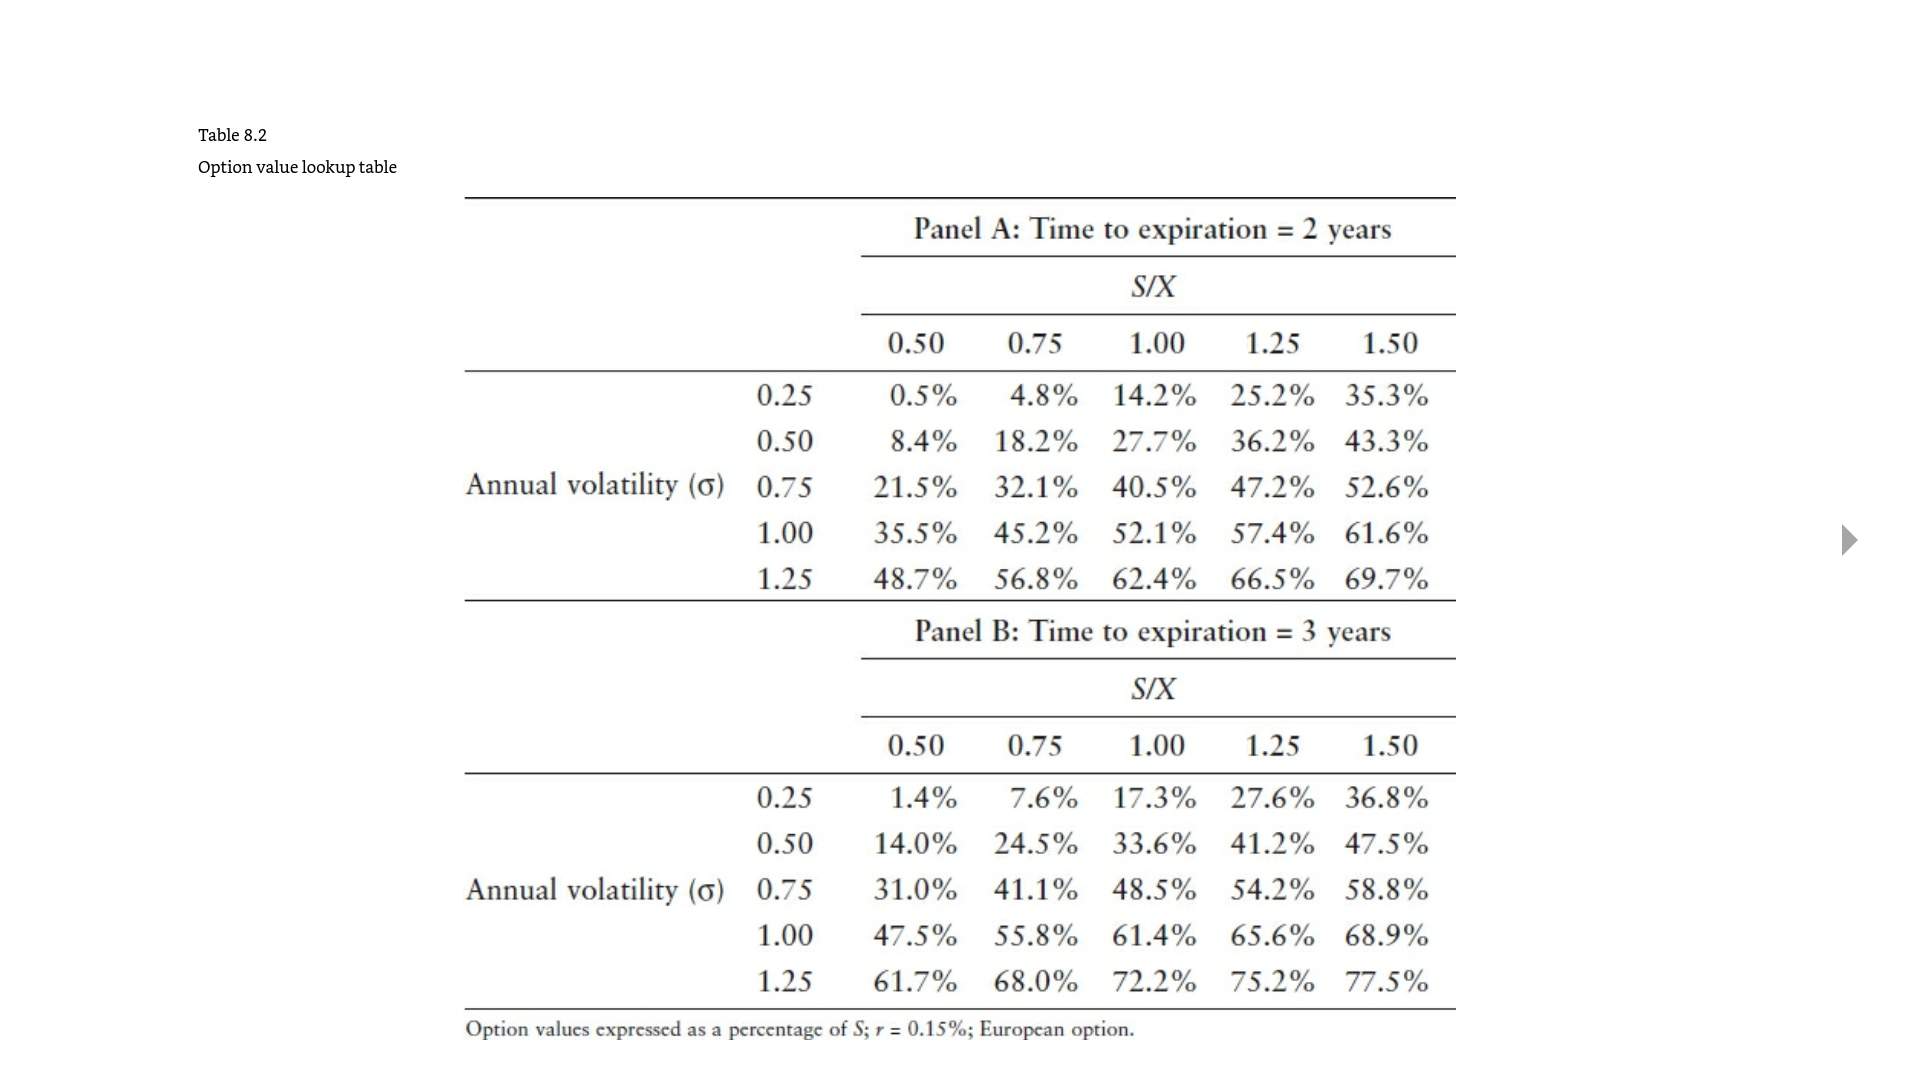 Table 8.2
Option value lookup table
Panel A: Time to expiration = 2 years
S/X
0.50 0.75 1.00 1.25 1.50
0.25 0.5% 4.8% 14.2% 25.2% 35.3%
0.50 8.4% 18.2% 27.7% 36.2% 43.3%
Annual volatility (σ) 0.75 21.5% 32.1% 40.5% 47.2% 52.6%
1.00 35.5% 45.2% 52.1% 57.4% 61.6%
1.25 48.7% 56.8% 62.4% 66.5% 69.7%
Panel B: Time to expiration = 3 years
S/X
0.50 0.75 1.00 1.25 1.50
0.25 1.4% 7.6% 17.3% 27.6% 36.8%
0.50 14.0% 24.5% 33.6% 41.2% 47.5%
Annual volatility (σ) 0.75 31.0% 41.1% 48.5% 54.2% 58.8%
1.00 47.5% 55.8% 61.4% 65.6% 68.9%
1.25 61.7% 68.0% 72.2% 75.2% 77.5%
Option values expressed as a percentage of S; r = 0.15%; European option.